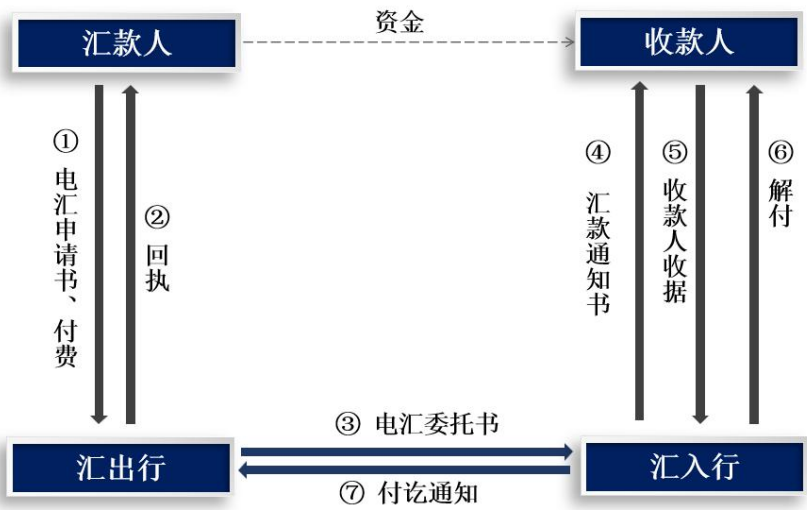 汇款人
资金
收款人
① 电汇申请书、付费
② 回执
④ 汇款通知书
⑤ 收款人收据
⑥ 解付
③ 电汇委托书
汇出行
汇入行
⑦ 付讫通知